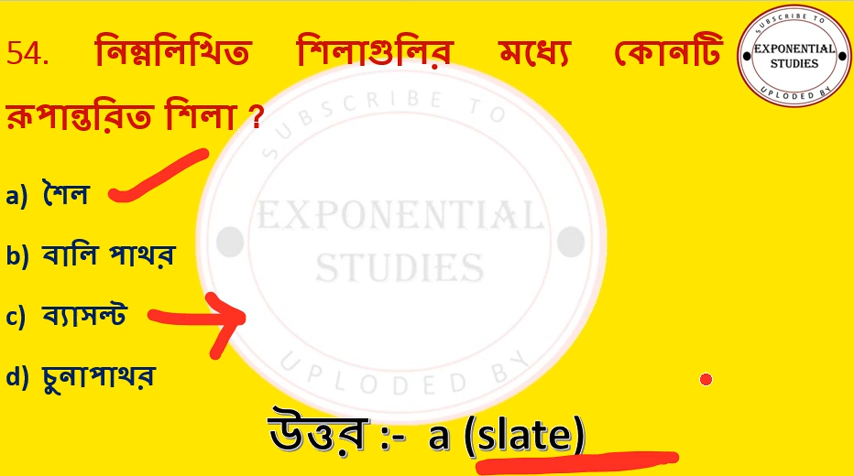 54. নিম্নলিখিত শিলাগুলির মধ্যে কোনটি
রূপান্তরিত শিলা ?
a) শৈল
b) বালি পাথর
c) ব্যাসল্ট
d) চুনাপাথর
উত্তর :- a (slate)
SUBSCRIBE TO
EXPONENTIAL
STUDIES
UPLODED BY
SUBSCRIBE TO
EXPONENTIAL
STUDIES
UPLODED BY